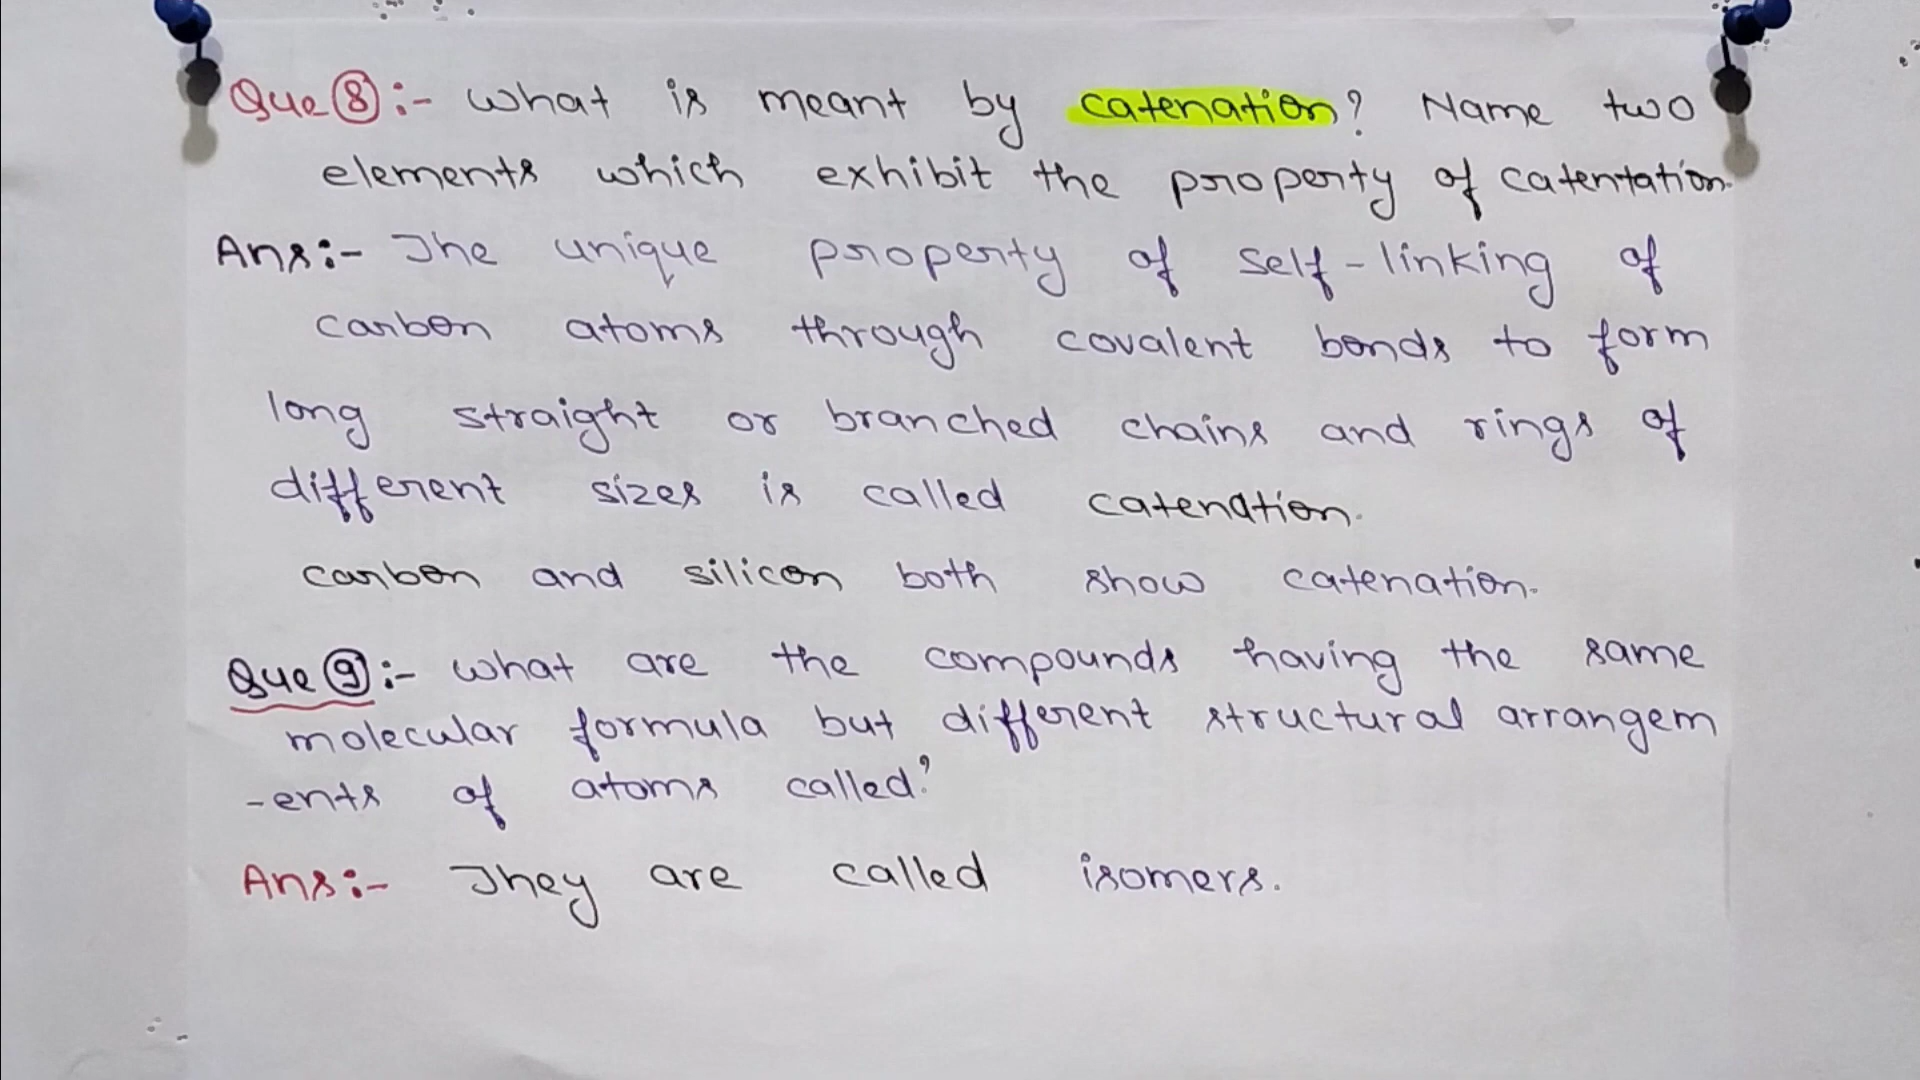 Que 8:- What is meant by catenation? Name two
elements which exhibit the property of catentation.
Ans:- The unique property of self-linking of
carbon atoms through covalent bonds to form
long straight or branched chains and rings of
different sizes is called catenation.
carbon and silicon both show catenation.
Que 9:- What are the compounds having the same
molecular formula but different structural arrangem
-ents of atoms called?
Ans:- They are called isomers.